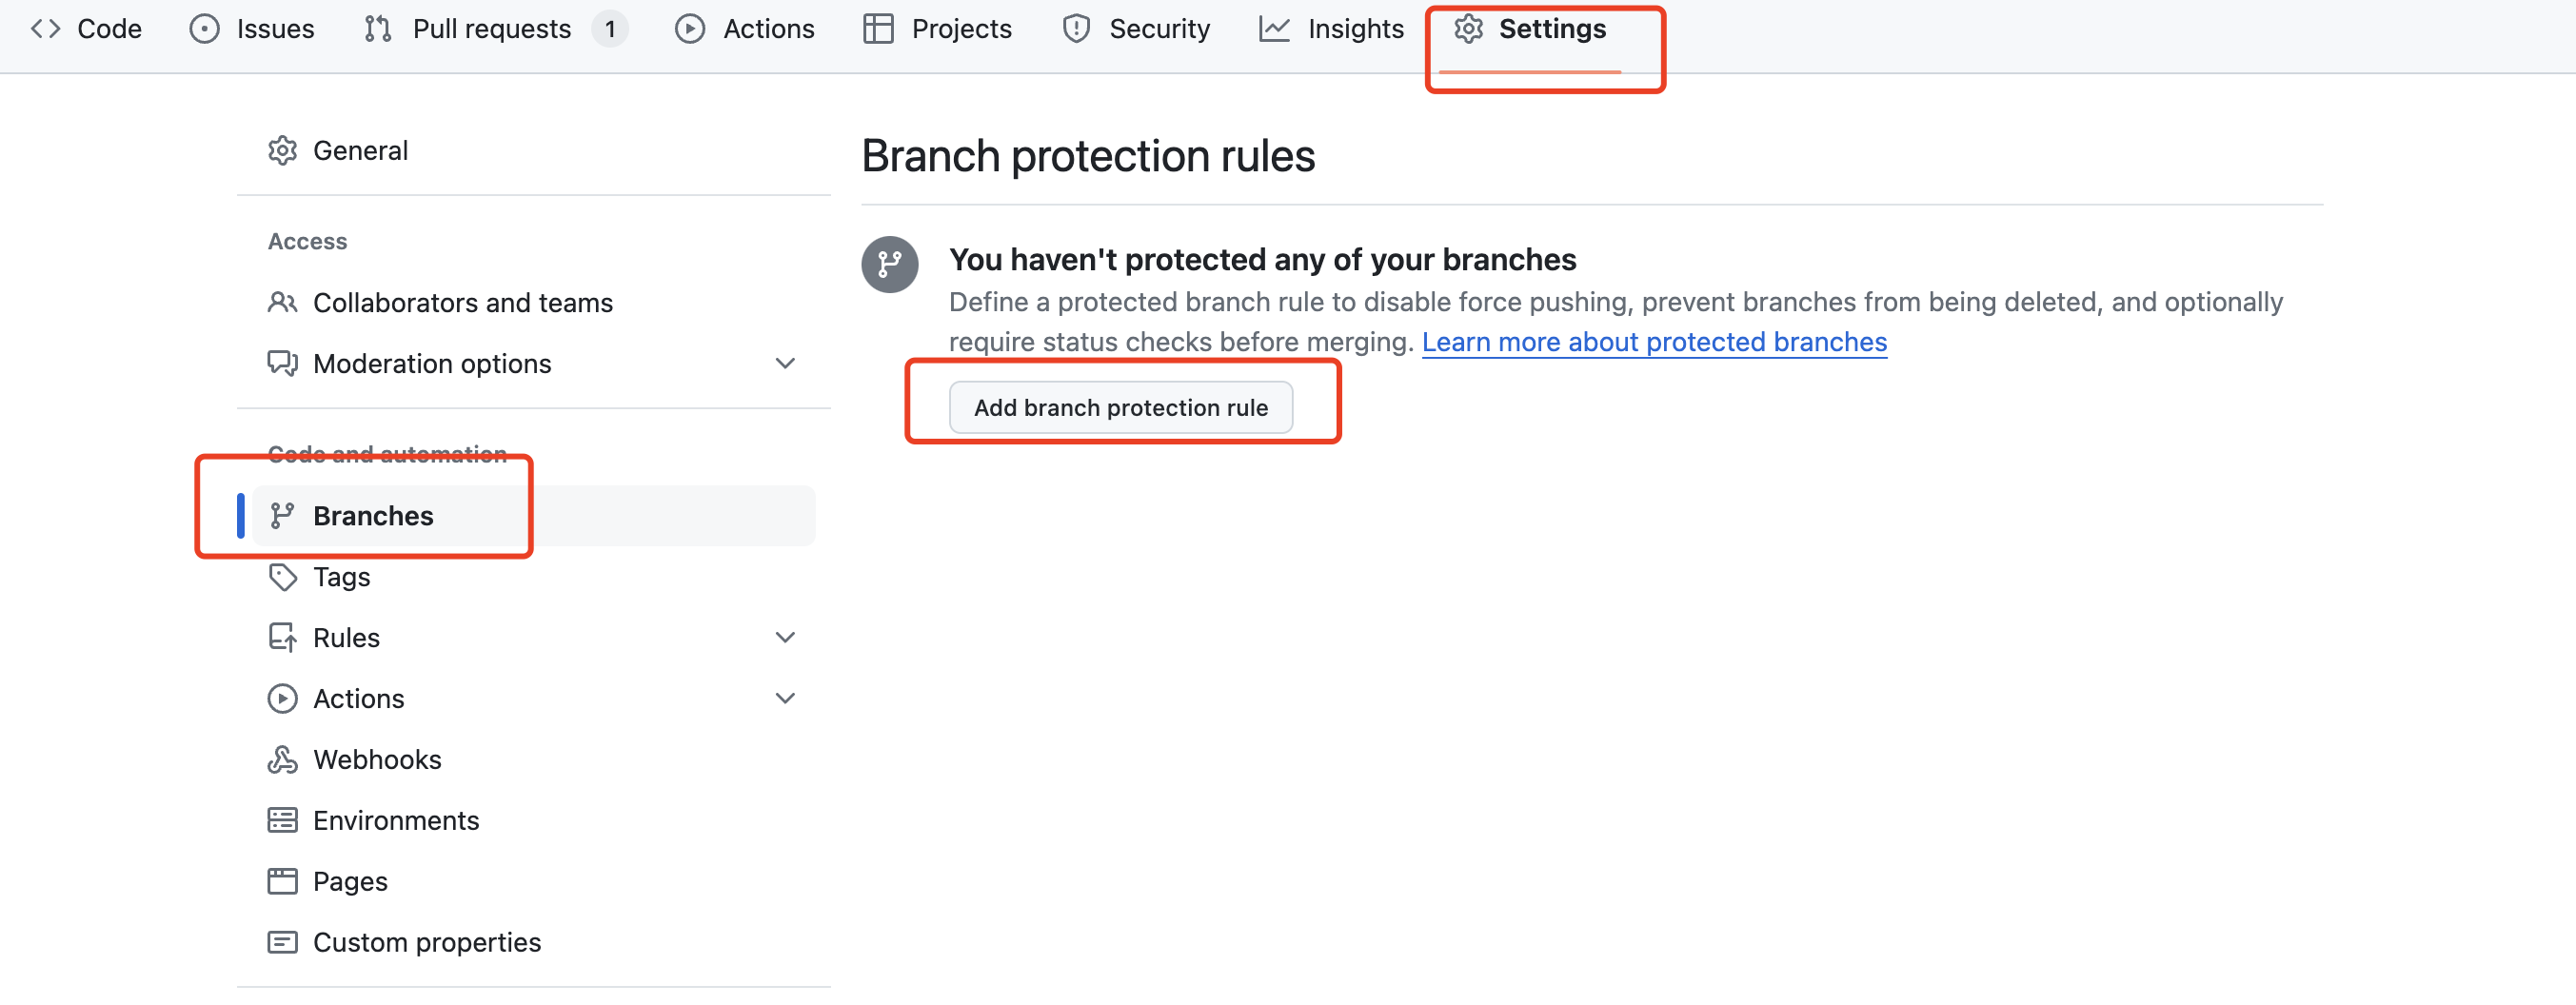 Code Issues Pull requests 1 Actions Projects Security Insights Settings
General
Access
Collaborators and teams
Moderation options
Code and automation
Branches
Tags
Rules
Actions
Webhooks
Environments
Pages
Custom properties
Branch protection rules
You haven't protected any of your branches
Define a protected branch rule to disable force pushing, prevent branches from being deleted, and optionally
require status checks before merging. Learn more about protected branches
Add branch protection rule